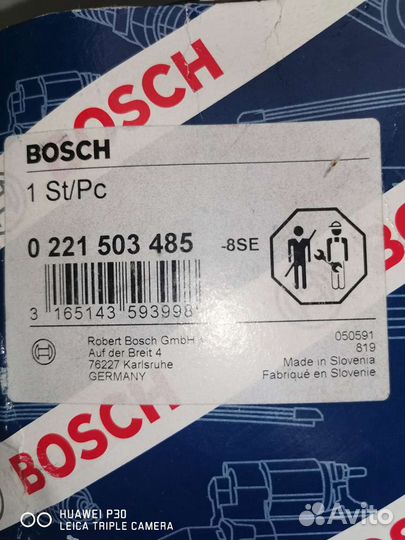 BOSCH
BOSCH
1 St/Pc
0 221 503 485 -8SE
3 165143 593998
Robert Bosch GmbH
Auf der Breit 4
76227 Karlsruhe
GERMANY
050591
819
Made in Slovenia
Fabriqué en Slovenie
BOSCH
HUAWEI P30
LEICA TRIPLE CAMERA
Avito